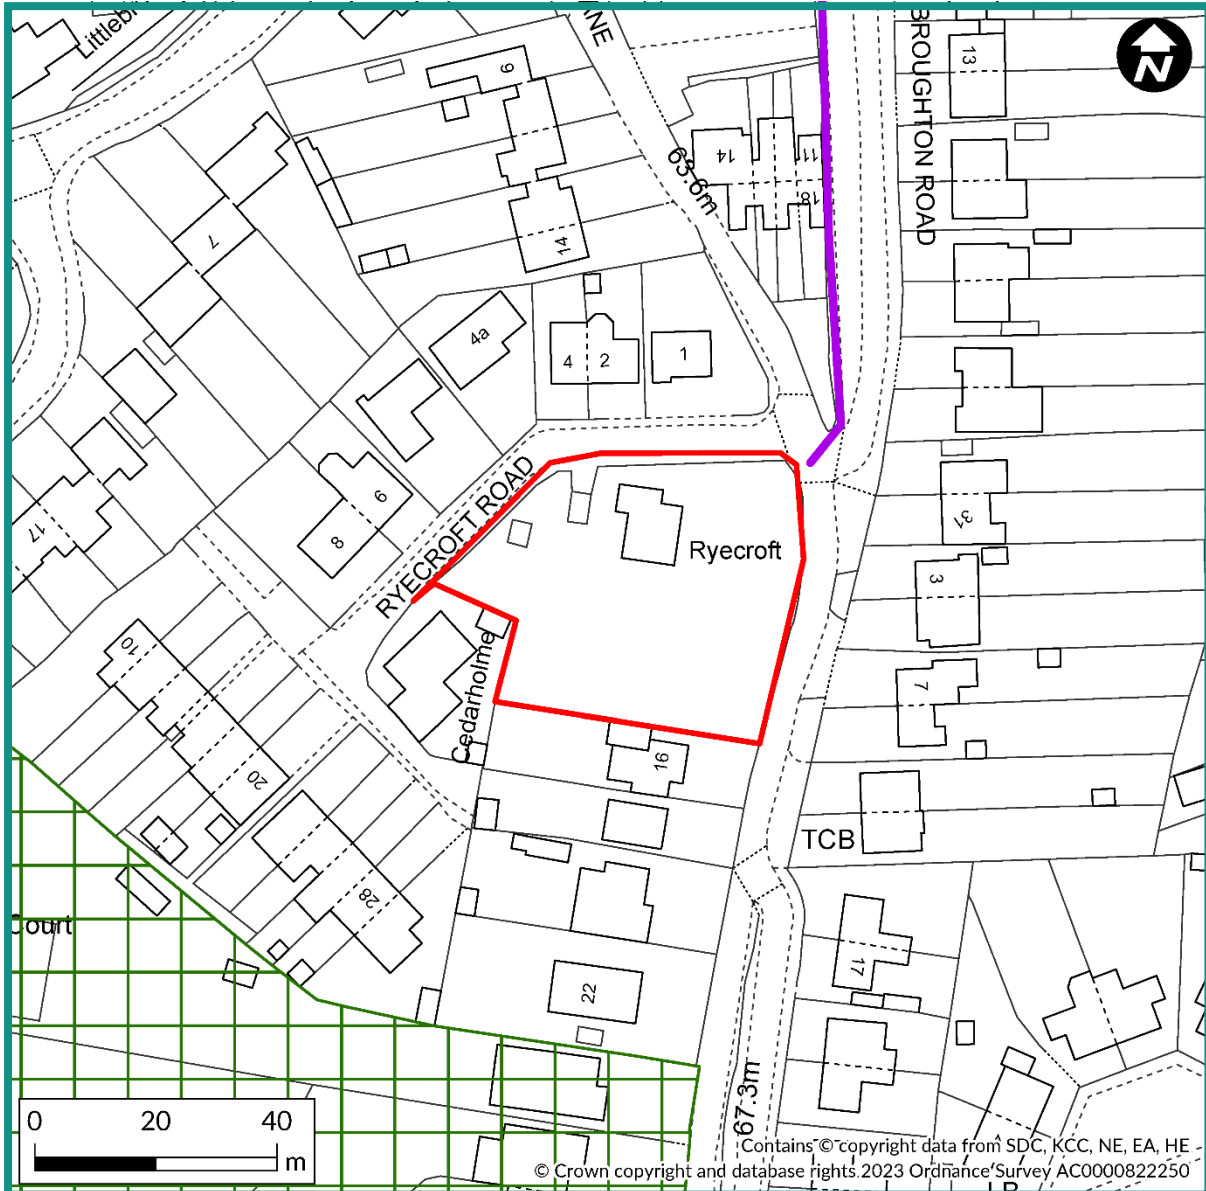 Littleb
ANE
BROUGHTON ROAD
N
13
9
14
11
18
63.6m
7
14
4a
4
2
1
RYECROFT ROAD
6
8
17
31
Ryecroft
3
Cedarholme
10
7
16
20
TCB
28
17
Court
22
67.3m
0 20 40
m
Contains © copyright data from SDC, KCC, NE, EA, HE
© Crown copyright and database rights 2023 Ordnance Survey AC0000822250